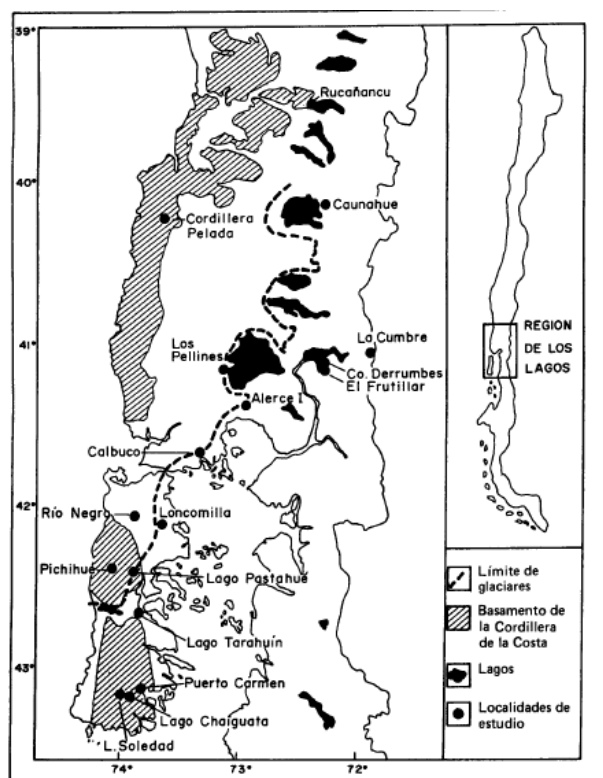 39°
Rucañancu
40°
Caunahue
Cordillera
Pelada
REGION
DE LOS
LAGOS
La Cumbre
41°
Los
Pellines
Co. Derrumbes
El Frutillar
Alerce I
Calbuco
42°
Río Negro
Loncomilla
Pichihue
Lago Pastahue
Lago Tarahuín
43°
Puerto Carmen
Lago Chaiguata
L. Soledad
74°
73°
72°
Límite de
glaciares
Basamento de
la Cordillera
de la Costa
Lagos
Localidades de
estudio